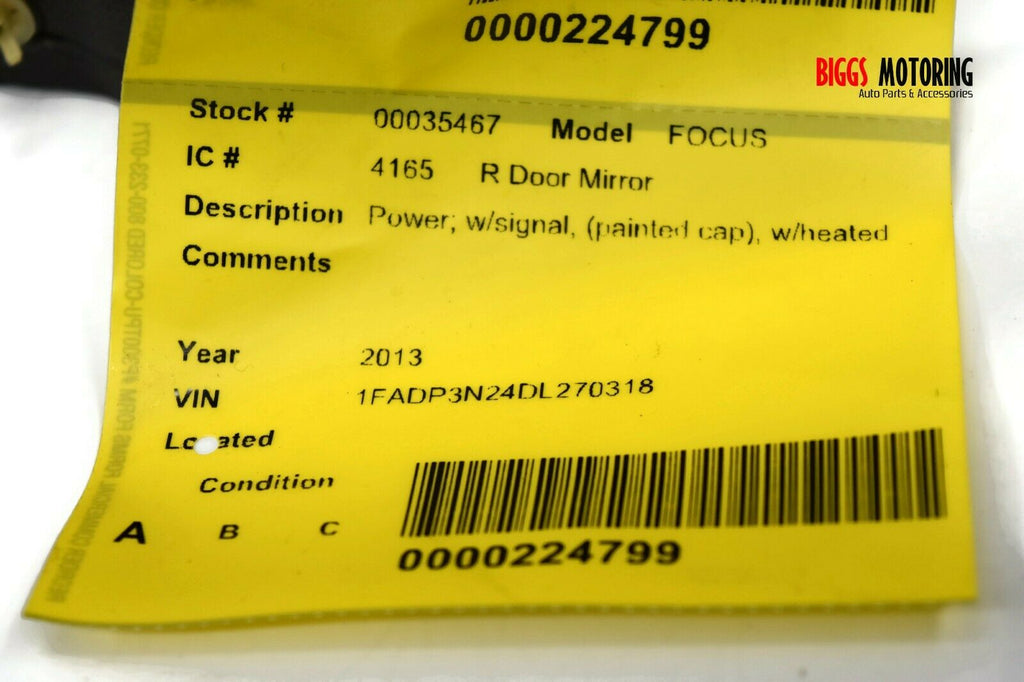 0000224799
BIGGS MOTORING
Auto Parts & Accessories
Stock # 00035467 Model FOCUS
IC # 4165 R Door Mirror
Description Power; w/signal, (painted cap), w/heated
Comments
Year 2013
VIN 1FADP3N24DL270318
Located
Condition
A B C
0000224799